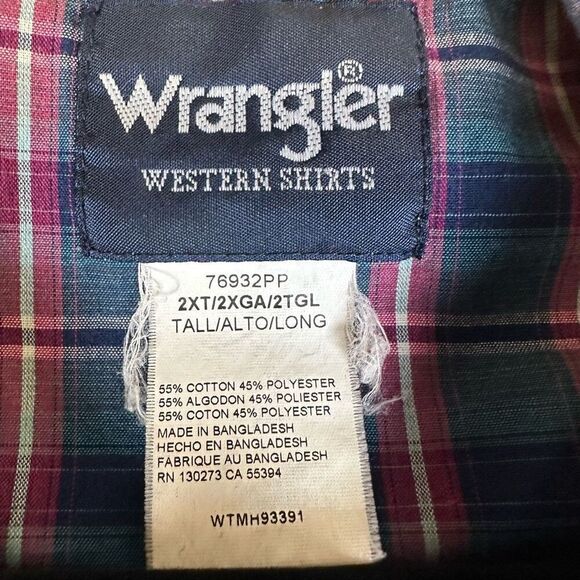 Wrangler®
WESTERN SHIRTS
76932PP
2XT/2XGA/2TGL
TALL/ALTO/LONG
55% COTTON 45% POLYESTER
55% ALGODON 45% POLIESTER
55% COTON 45% POLYESTER
MADE IN BANGLADESH
HECHO EN BANGLADESH
FABRIQUE AU BANGLADESH
RN 130273 CA 55394
WTMH93391